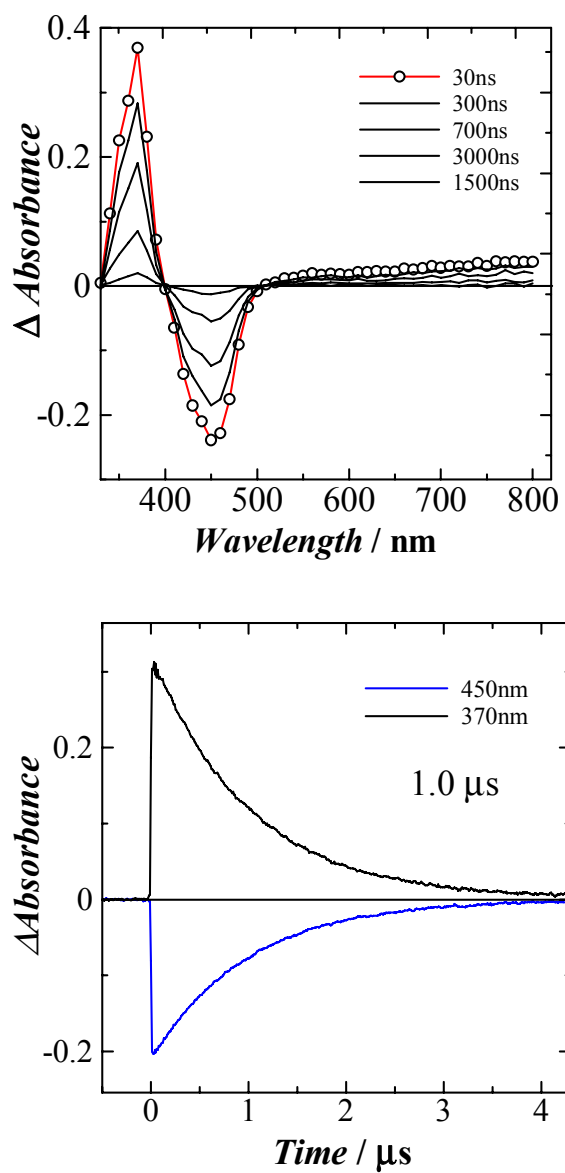 0.4
0.2
0
-0.2
Δ Absorbance
30ns
300ns
700ns
3000ns
1500ns
400 500 600 700 800
Wavelength / nm
0.2
0
-0.2
ΔAbsorbance
450nm
370nm
1.0 μs
0 1 2 3 4
Time / μs